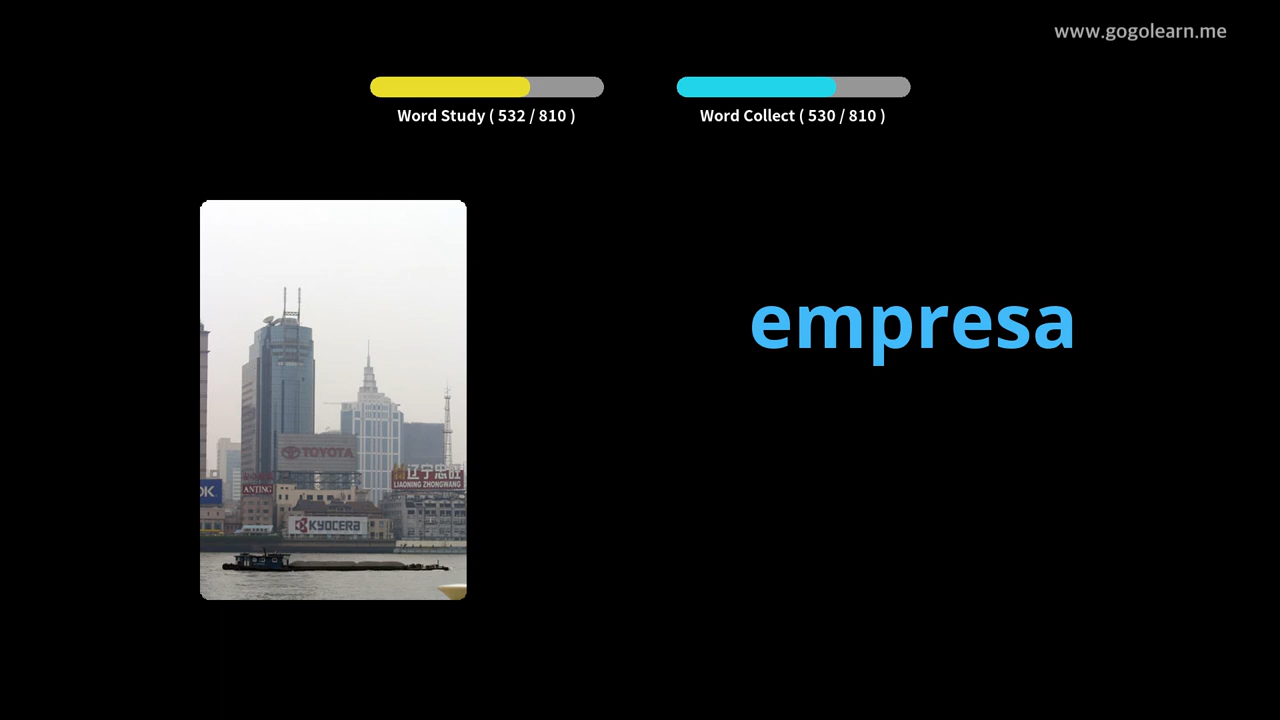 www.gogolearn.me
Word Study ( 532 / 810 )
Word Collect ( 530 / 810 )
empresa
TOYOTA
辽宁忠旺
LIAONING ZHONGWANG
OK
ANTING
KYOCERA